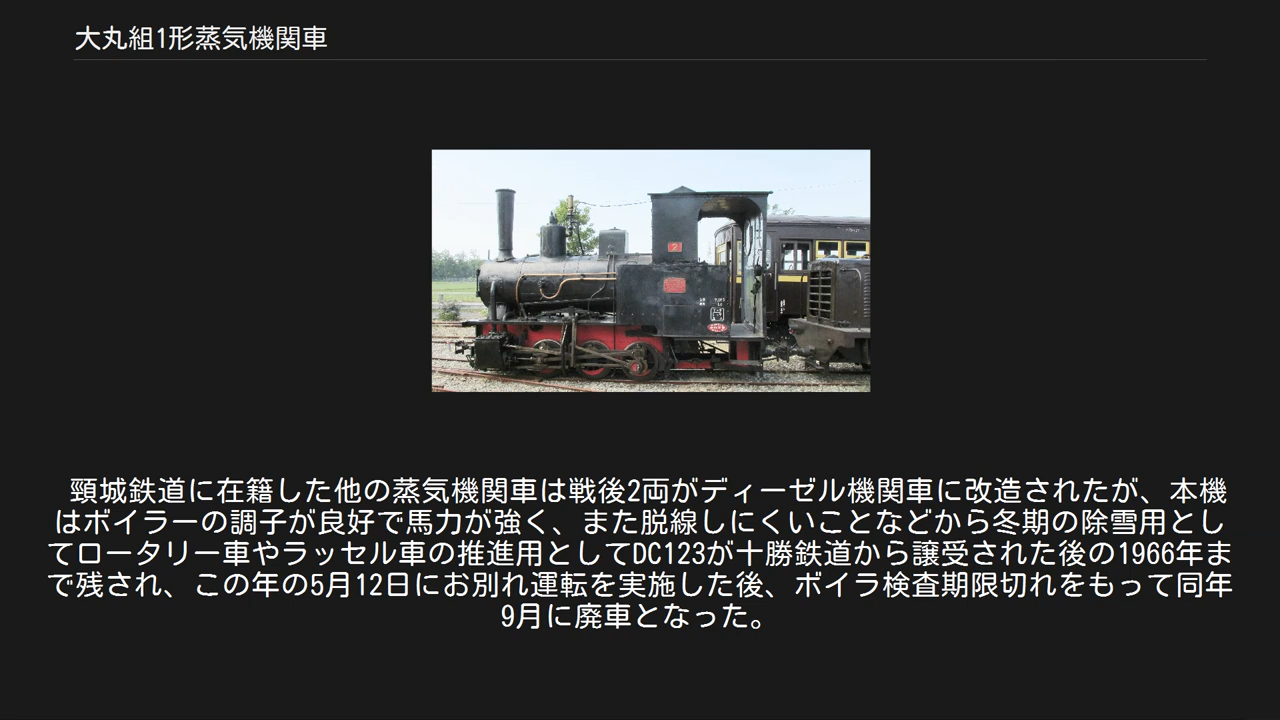 大丸組1形蒸気機関車
2
頸城鉄道に在籍した他の蒸気機関車は戦後2両がディーゼル機関車に改造されたが、本機
はボイラーの調子が良好で馬力が強く、また脱線しにくいことなどから冬期の除雪用とし
てロータリー車やラッセル車の推進用としてDC123が十勝鉄道から譲受された後の1966年ま
で残され、この年の5月12日にお別れ運転を実施した後、ボイラ検査期限切れをもって同年
9月に廃車となった。